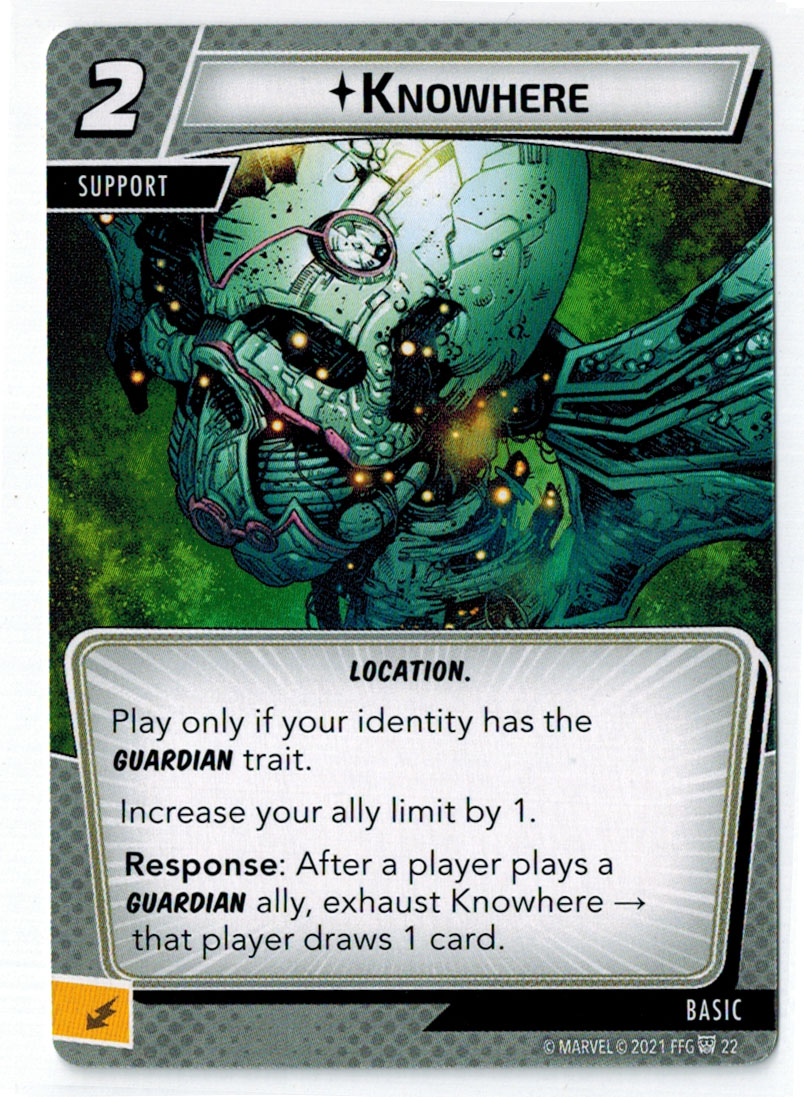 2
KNOWHERE
SUPPORT
LOCATION.
Play only if your identity has the
GUARDIAN trait.
Increase your ally limit by 1.
Response: After a player plays a
GUARDIAN ally, exhaust Knowhere →
that player draws 1 card.
BASIC
© MARVEL © 2021 FFG 22